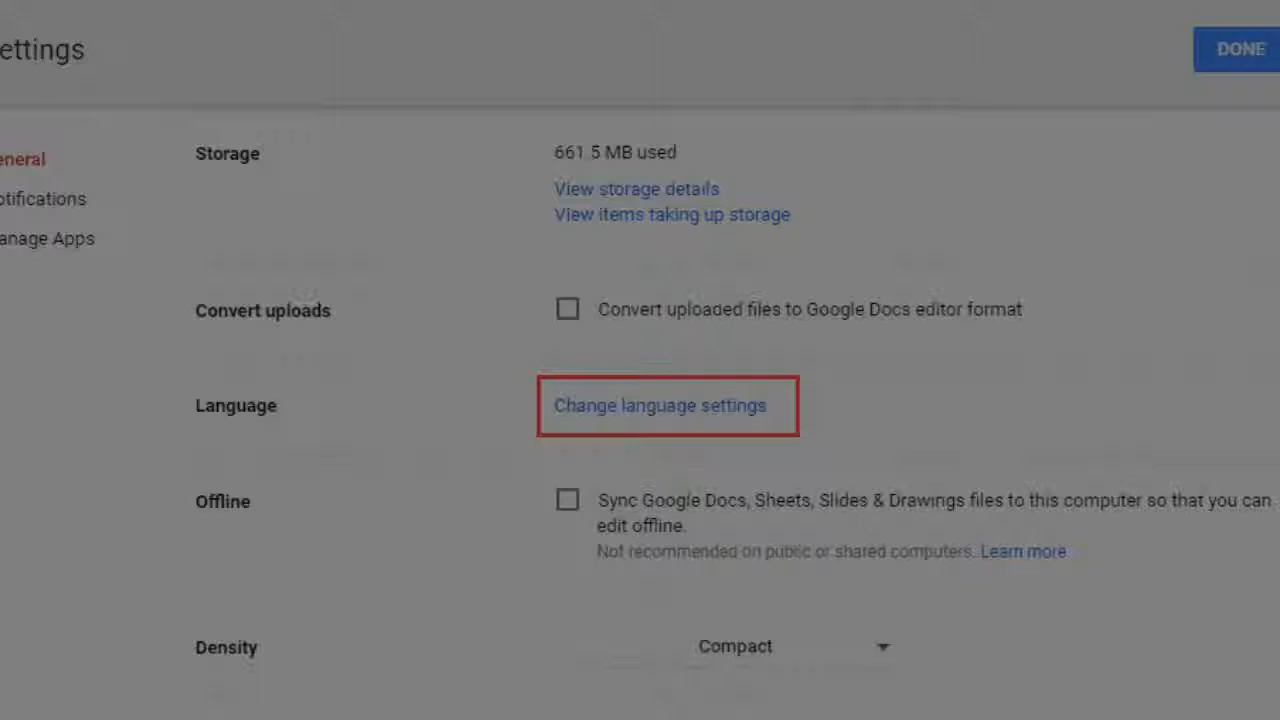 ettings
DONE
eneral
otifications
anage Apps
Storage
661.5 MB used
View storage details
View items taking up storage
Convert uploads
Convert uploaded files to Google Docs editor format
Language
Change language settings
Offline
Sync Google Docs, Sheets, Slides & Drawings files to this computer so that you can
edit offline.
Not recommended on public or shared computers. Learn more
Density
Compact